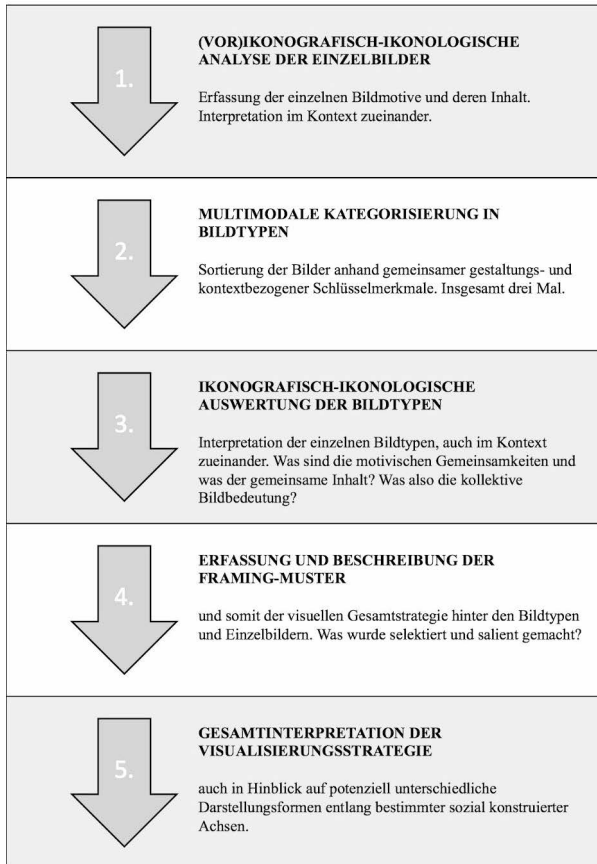 1.
(VOR)IKONOGRAFISCH-IKONOLOGISCHE
ANALYSE DER EINZELBILDER
Erfassung der einzelnen Bildmotive und deren Inhalt.
Interpretation im Kontext zueinander.
2.
MULTIMODALE KATEGORISIERUNG IN
BILDTYPEN
Sortierung der Bilder anhand gemeinsamer gestaltungs- und
kontextbezogener Schlüsselmerkmale. Insgesamt drei Mal.
3.
IKONOGRAFISCH-IKONOLOGISCHE
AUSWERTUNG DER BILDTYPEN
Interpretation der einzelnen Bildtypen, auch im Kontext
zueinander. Was sind die motivischen Gemeinsamkeiten und
was der gemeinsame Inhalt? Was also die kollektive
Bildbedeutung?
4.
ERFASSUNG UND BESCHREIBUNG DER
FRAMING-MUSTER
und somit der visuellen Gesamtstrategie hinter den Bildtypen
und Einzelbildern. Was wurde selektiert und salient gemacht?
5.
GESAMTINTERPRETATION DER
VISUALISIERUNGSSTRATEGIE
auch in Hinblick auf potenziell unterschiedliche
Darstellungsformen entlang bestimmter sozial konstruierter
Achsen.